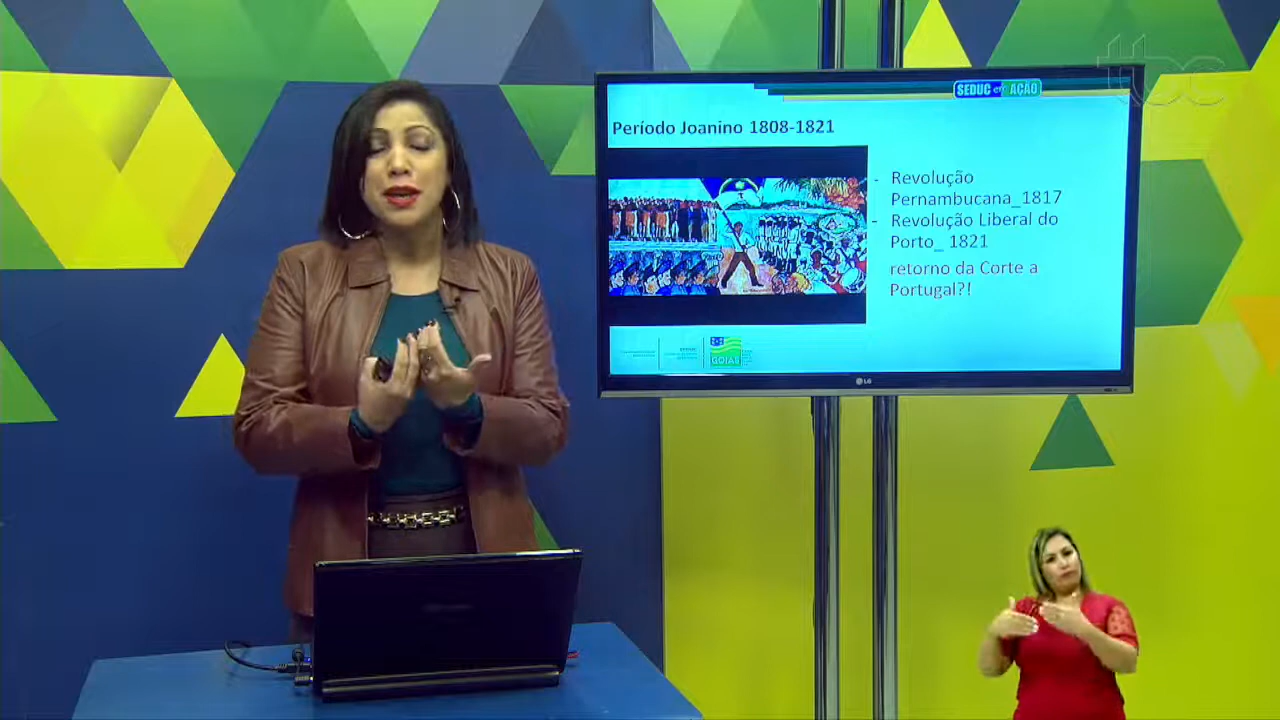 tbc
SEDUC em AÇÃO
Período Joanino 1808-1821
- Revolução
Pernambucana_1817
- Revolução Liberal do
Porto_ 1821
retorno da Corte a
Portugal?!
GOIÁS
LG